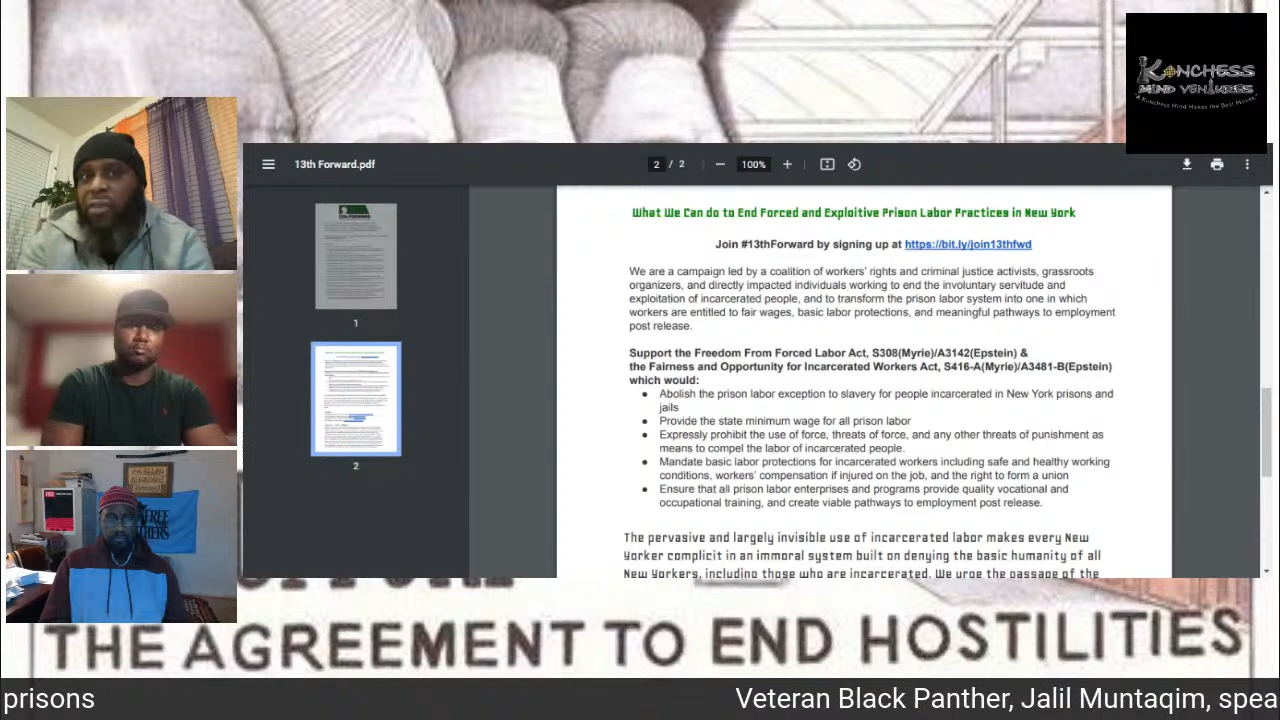 KONCHESS
MIND VENTURES
"A Konchess Mind Makes the Best Moves."
13th Forward.pdf
2 / 2
100%
1
2
What We Can do to End Forced and Exploitive Prison Labor Practices in New York
Join #13thForward by signing up at https://bit.ly/join13thfwd
We are a campaign led by a coalition of workers' rights and criminal justice activists, grassroots
organizers, and directly impacted individuals working to end the involuntary servitude and
exploitation of incarcerated people, and to transform the prison labor system into one in which
workers are entitled to fair wages, basic labor protections, and meaningful pathways to employment
post release.
Support the Freedom From Forced Labor Act, S308(Myrie)/A3142(Epstein) &
the Fairness and Opportunity for Incarcerated Workers Act, S416-A(Myrie)/A3481-B(Epstein)
which would:
Abolish the prison labor exception to slavery for people incarcerated in New York prisons and
jails
Provide the state minimum wage for all prison labor
Expressly prohibit the use of force, threats of force, and any other threats of punishment as
means to compel the labor of incarcerated people.
Mandate basic labor protections for incarcerated workers including safe and healthy working
conditions, workers' compensation if injured on the job, and the right to form a union
Ensure that all prison labor enterprises and programs provide quality vocational and
occupational training, and create viable pathways to employment post release.
The pervasive and largely invisible use of incarcerated labor makes every New
Yorker complicit in an immoral system built on denying the basic humanity of all
New Yorkers, including those who are incarcerated. We urge the passage of the
THE AGREEMENT TO END HOSTILITIES
prisons
Veteran Black Panther, Jalil Muntaqim, spea